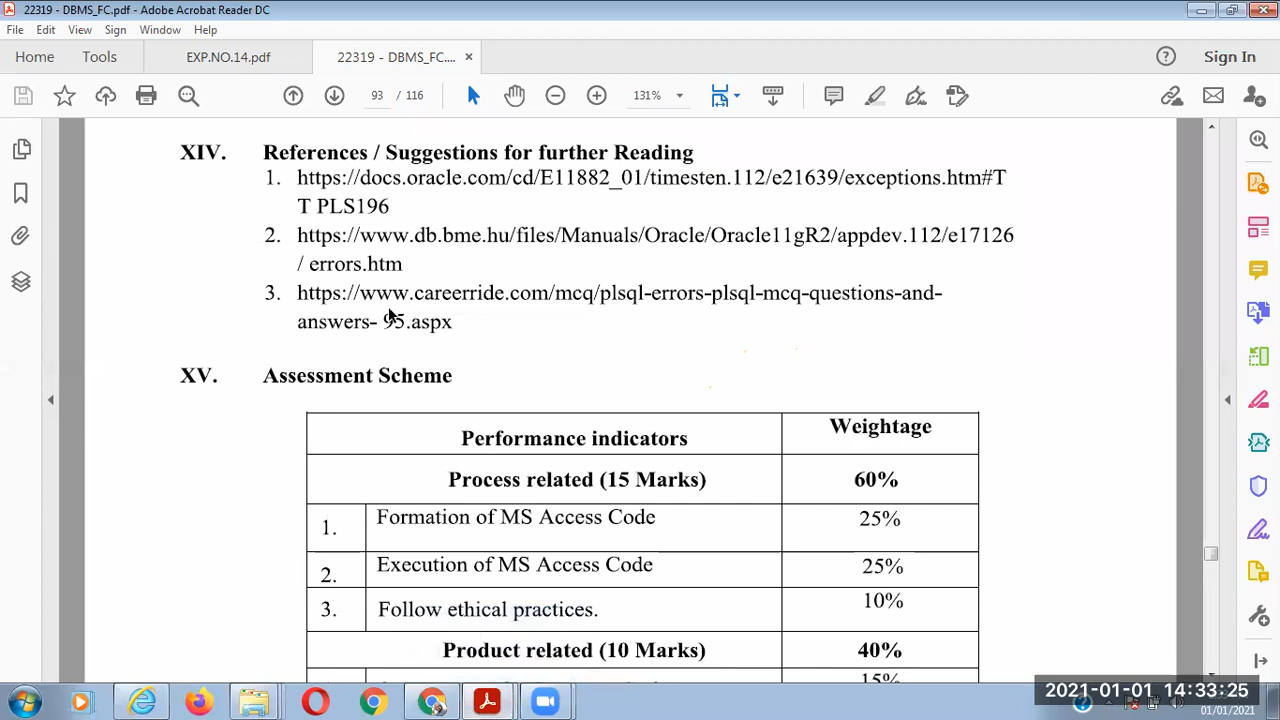 22319 - DBMS_FC.pdf - Adobe Acrobat Reader DC
File Edit View Sign Window Help
Home Tools EXP.NO.14.pdf 22319 - DBMS_FC.... × Sign In
93 / 116 131%
XIV. References / Suggestions for further Reading
1. https://docs.oracle.com/cd/E11882_01/timesten.112/e21639/exceptions.htm#T
T PLS196
2. https://www.db.bme.hu/files/Manuals/Oracle/Oracle11gR2/appdev.112/e17126
/ errors.htm
3. https://www.careerride.com/mcq/plsql-errors-plsql-mcq-questions-and-
answers- 95.aspx
XV. Assessment Scheme
Performance indicators Weightage
Process related (15 Marks) 60%
1. Formation of MS Access Code 25%
2. Execution of MS Access Code 25%
3. Follow ethical practices. 10%
Product related (10 Marks) 40%
15%
2021-01-01 14:33:25
01/01/2021